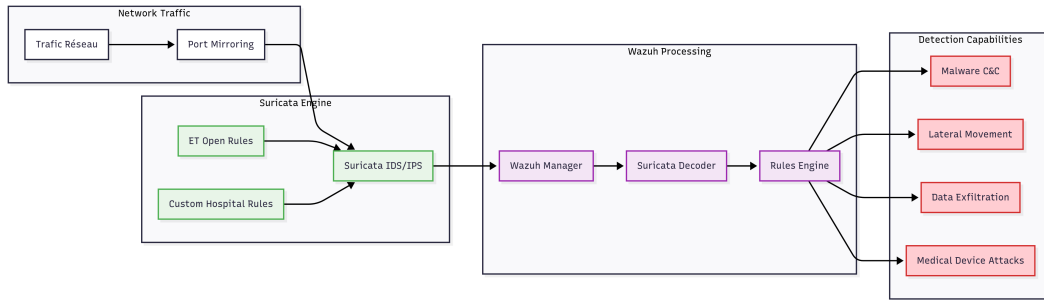 Network Traffic
Trafic Réseau
Port Mirroring
Suricata Engine
ET Open Rules
Custom Hospital Rules
Suricata IDS/IPS
Wazuh Processing
Wazuh Manager
Suricata Decoder
Rules Engine
Detection Capabilities
Malware C&C
Lateral Movement
Data Exfiltration
Medical Device Attacks